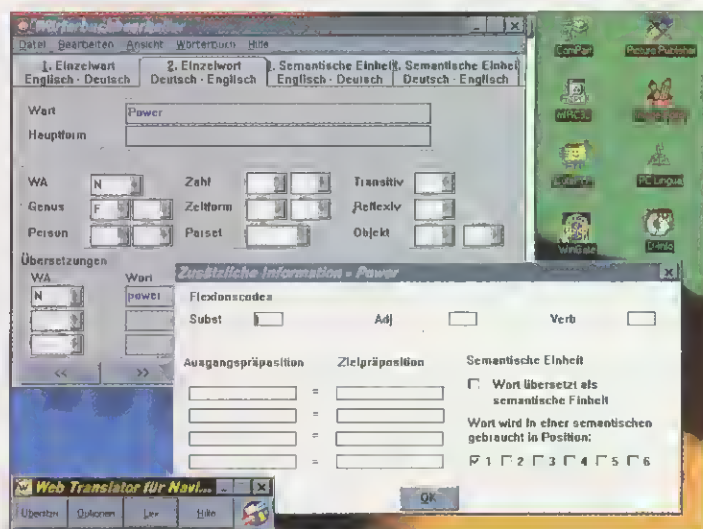 Wörterbuchbearbeiten
Datei Bearbeiten Ansicht Wörterbuch Hilfe
1. Einzelwort Englisch - Deutsch
2. Einzelwort Deutsch - Englisch
. Semantische Einheit Englisch - Deutsch
. Semantische Einheit Deutsch - Englisch
Wort Power
Hauptform
WA N Zahl Transitiv
Genus F Zeitform Reflexiv
Person Parset Objekt
Übersetzungen
WA Wort
N power
<< >>
Zusätzliche Information - Power
Flexionscodes
Subst Adj Verb
Ausgangspräposition Zielpräposition Semantische Einheit
=
Wort übersetzt als
semantische Einheit
=
Wort wird in einer semantischen
gebraucht in Position:
=
=
1 2 3 4 5 6
OK
Web Translator für Navi...
Optionen Hilfe
ComPart Picture Publisher
mIRC32
PC Lingua
WinGate D-Info